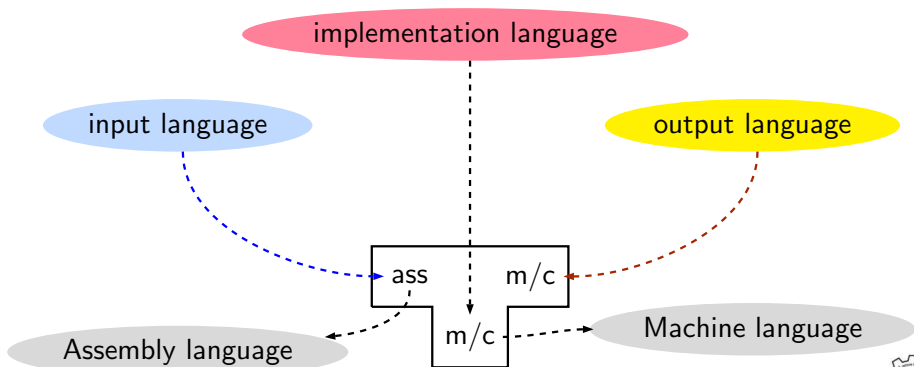 implementation language
input language
output language
ass
m/c
m/c
Machine language
Assembly language